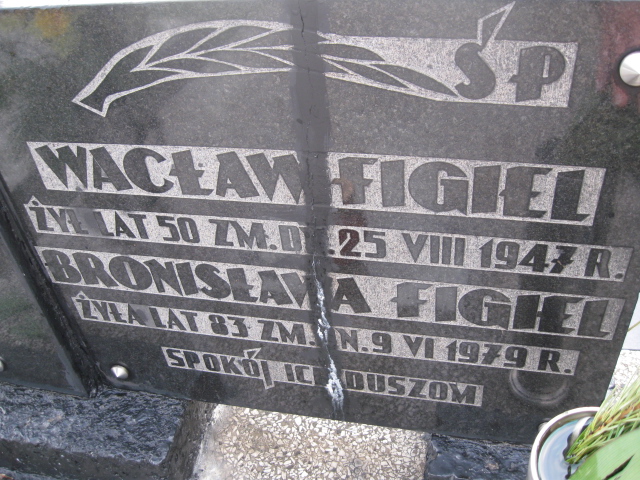 ŚP
WACŁAW FIGIEL
ŻYŁ LAT 50 ZM. DN. 25 VIII 1947 R.
BRONISŁAWA FIGIEL
ŻYŁA LAT 83 ZM. DN. 9 VI 1979 R.
SPOKÓJ ICH DUSZOM